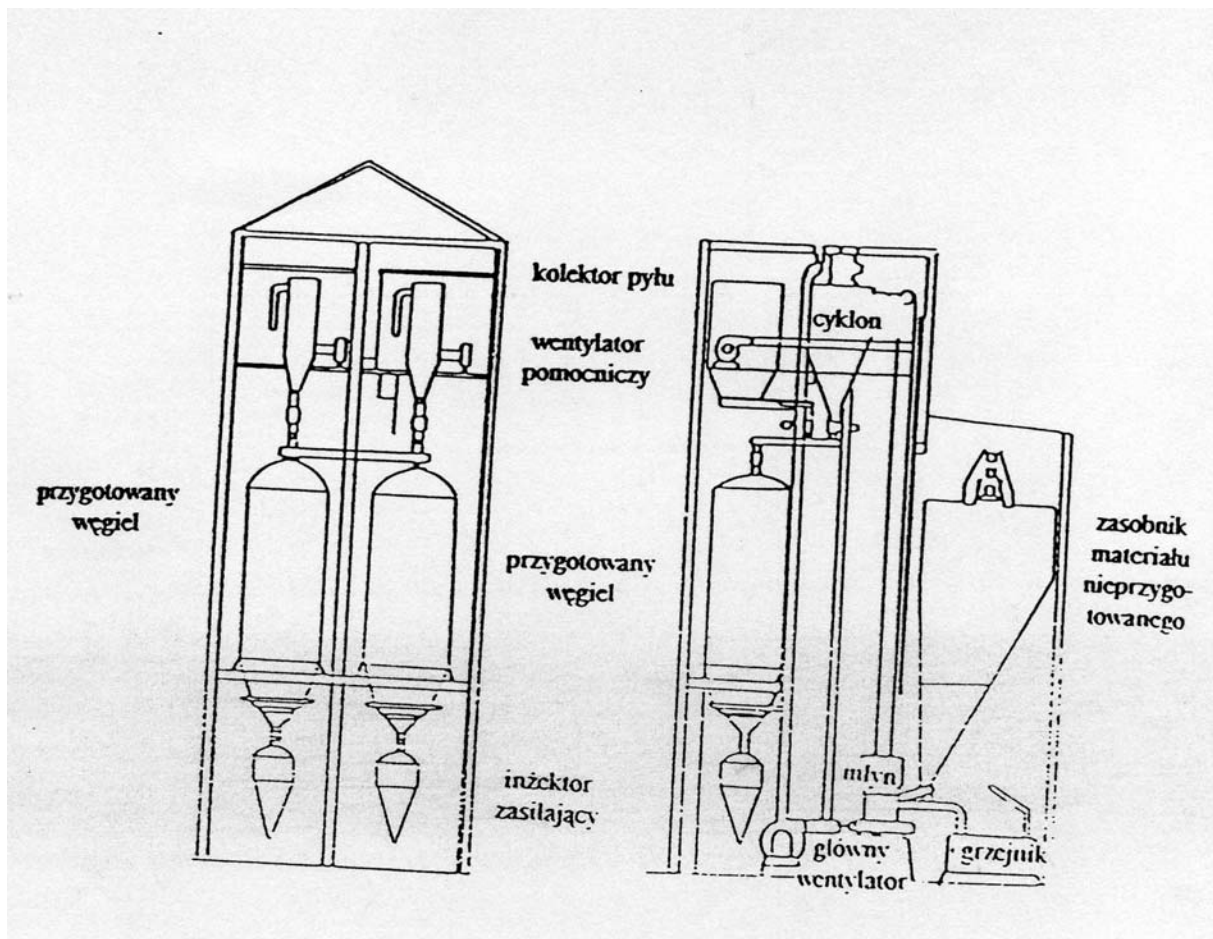 kolektor pyłu
cyklon
wentylator
pomocniczy
przygotowany
węgiel
przygotowany
węgiel
zasobnik
materiału
nieprzygo-
towanego
inżektor
zasilający
młyn
główny
wentylator
grzejnik